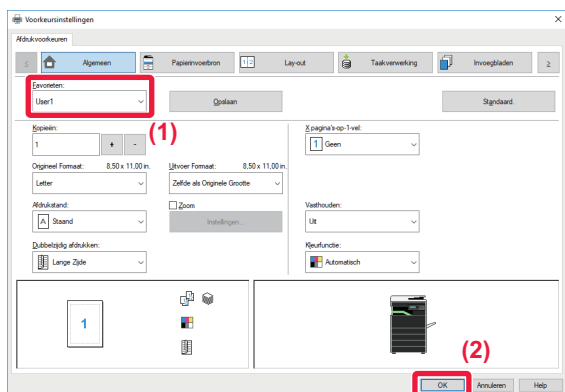 Voorkeursinstellingen
Afdrukvoorkeuren
Algemeen Papierinvoerbron Lay-out Taakverwerking Invoegbladen
Favorieten:
User1 Opslaan Standaard.
(1)
Kopieën: X pagina's-op-1-vel:
1 + - 1 Geen
Origineel Formaat: 8,50 x 11,00 in. Uitvoer Formaat: 8,50 x 11,00 in.
Letter Zelfde als Originele Grootte
Afdrukstand: Zoom Vasthouden:
A Staand Instellingen... Uit
Dubbelzijdig afdrukken: Kleurfunctie:
Lange Zijde Automatisch
1
(2)
OK Annuleren Help